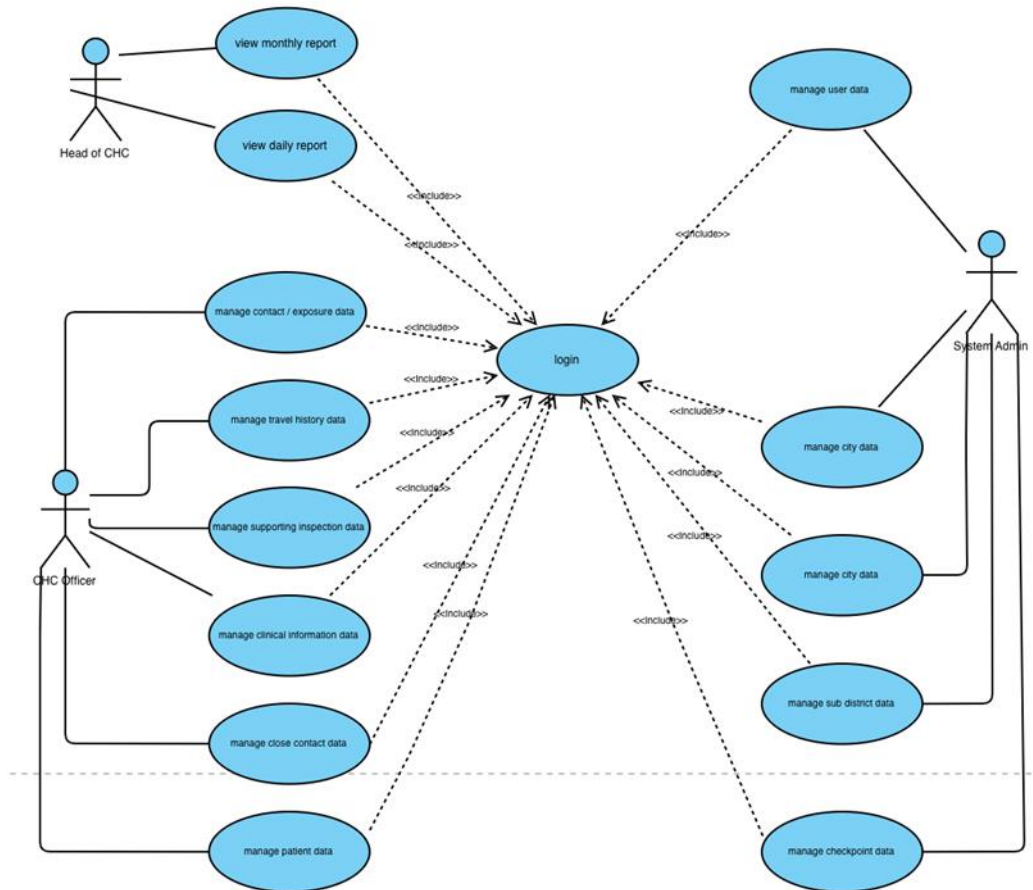 view monthly report
manage user data
view daily report
Head of CHC
<<Include>>
<<Include>>
<<Include>>
manage contact / exposure data
<<Include>>
System Admin
login
<<Include>>
<<Include>>
manage travel history data
<<Include>>
manage city data
<<Include>>
<<Include>>
manage supporting inspection data
<<Include>>
<<Include>>
manage city data
CHC Officer
<<Include>>
<<Include>>
manage clinical information data
manage sub district data
manage close contact data
manage patient data
manage checkpoint data